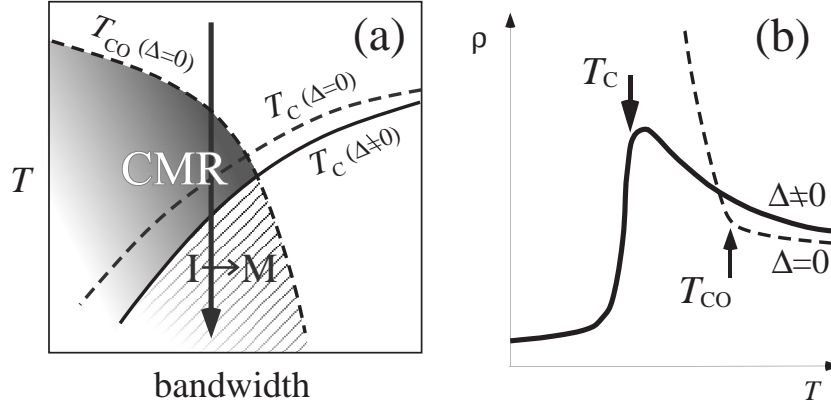 (a)
T_CO (Δ=0)
T_C (Δ=0)
T_C (Δ≠0)
CMR
T
I→M
bandwidth
(b)
ρ
T_C
Δ≠0
Δ=0
T_CO
T